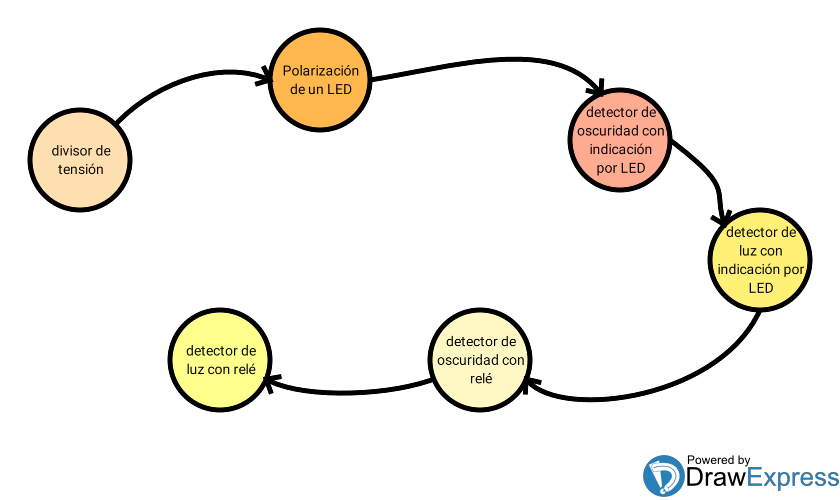 divisor de
tensión
Polarización
de un LED
detector de
oscuridad con
indicación
por LED
detector de
luz con
indicación por
LED
detector de
oscuridad con
relé
detector de
luz con relé
Powered by
DrawExpress